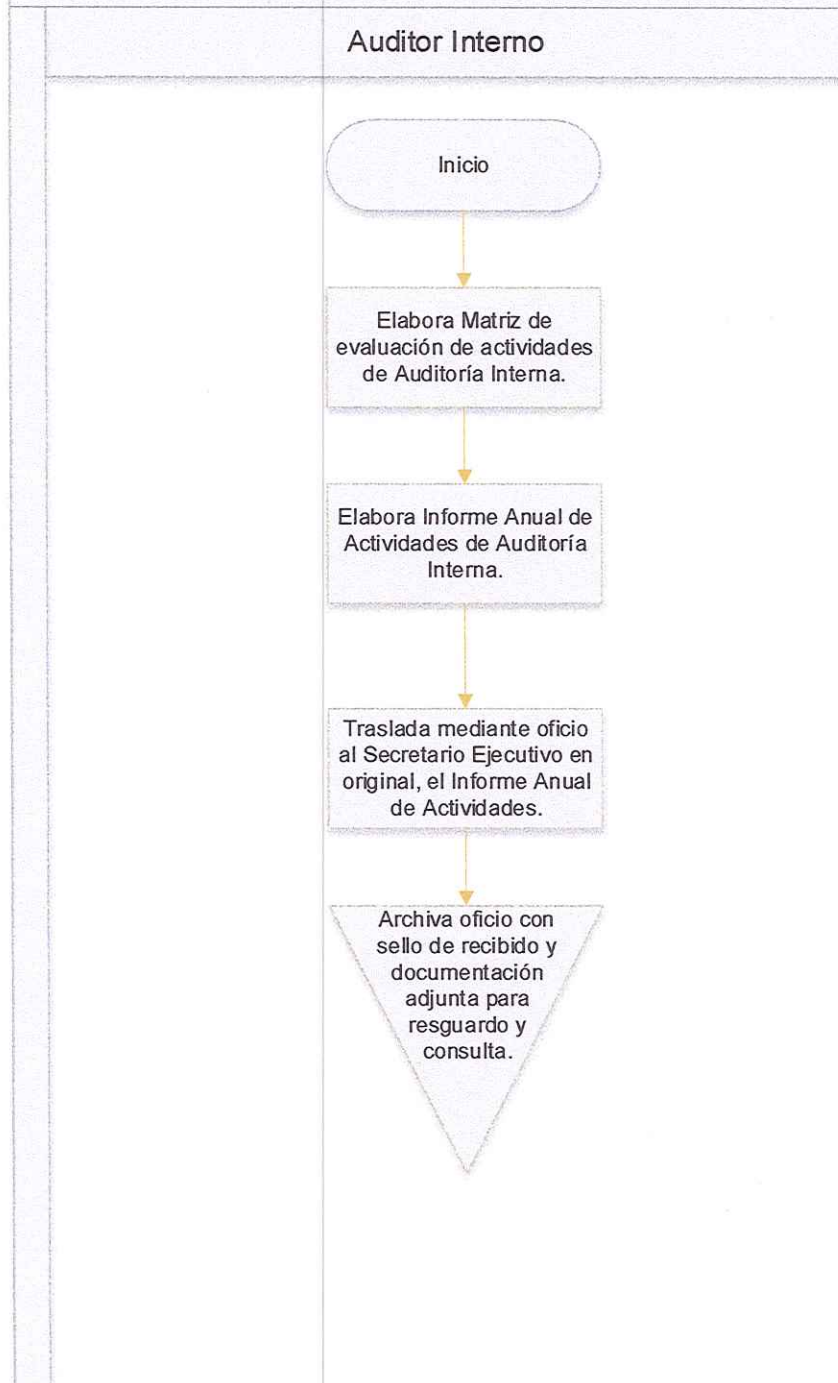 Auditor Interno
Inicio
Elabora Matriz de
evaluación de actividades
de Auditoría Interna.
Elabora Informe Anual de
Actividades de Auditoría
Interna.
Traslada mediante oficio
al Secretario Ejecutivo en
original, el Informe Anual
de Actividades.
Archiva oficio con
sello de recibido y
documentación
adjunta para
resguardo y
consulta.